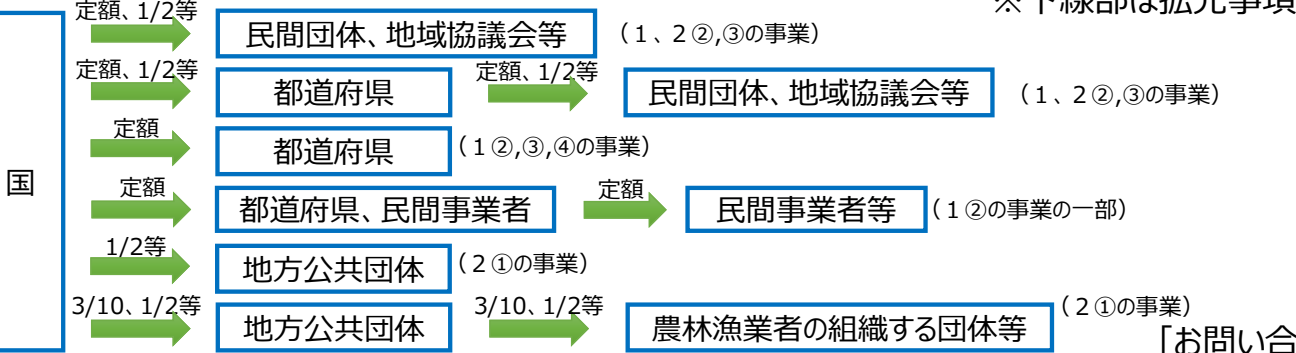 ※下線部は拡充事項
国
定額、1/2等
民間団体、地域協議会等
（１、２②,③の事業）
定額、1/2等
都道府県
定額、1/2等
民間団体、地域協議会等
（１、２②,③の事業）
定額
都道府県
（１②,③,④の事業）
定額
都道府県、民間事業者
定額
民間事業者等
（１②の事業の一部）
1/2等
地方公共団体
（２①の事業）
3/10、1/2等
地方公共団体
3/10、1/2等
農林漁業者の組織する団体等
（２①の事業）
［お問い合